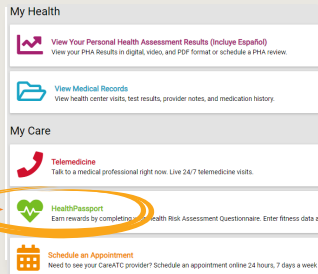 My Health
View Your Personal Health Assessment Results (Incluye Español)
View your PHA Results in digital, video, and PDF format or schedule a PHA review.
View Medical Records
View health center visits, test results, provider notes, and medication history.
My Care
Telemedicine
Talk to a medical professional right now. Live 24/7 telemedicine visits.
HealthPassport
Earn rewards by completing Health Risk Assessment Questionnaire. Enter fitness data a
Schedule an Appointment
Need to see your CareATC provider? Schedule an appointment online 24 hours, 7 days a week